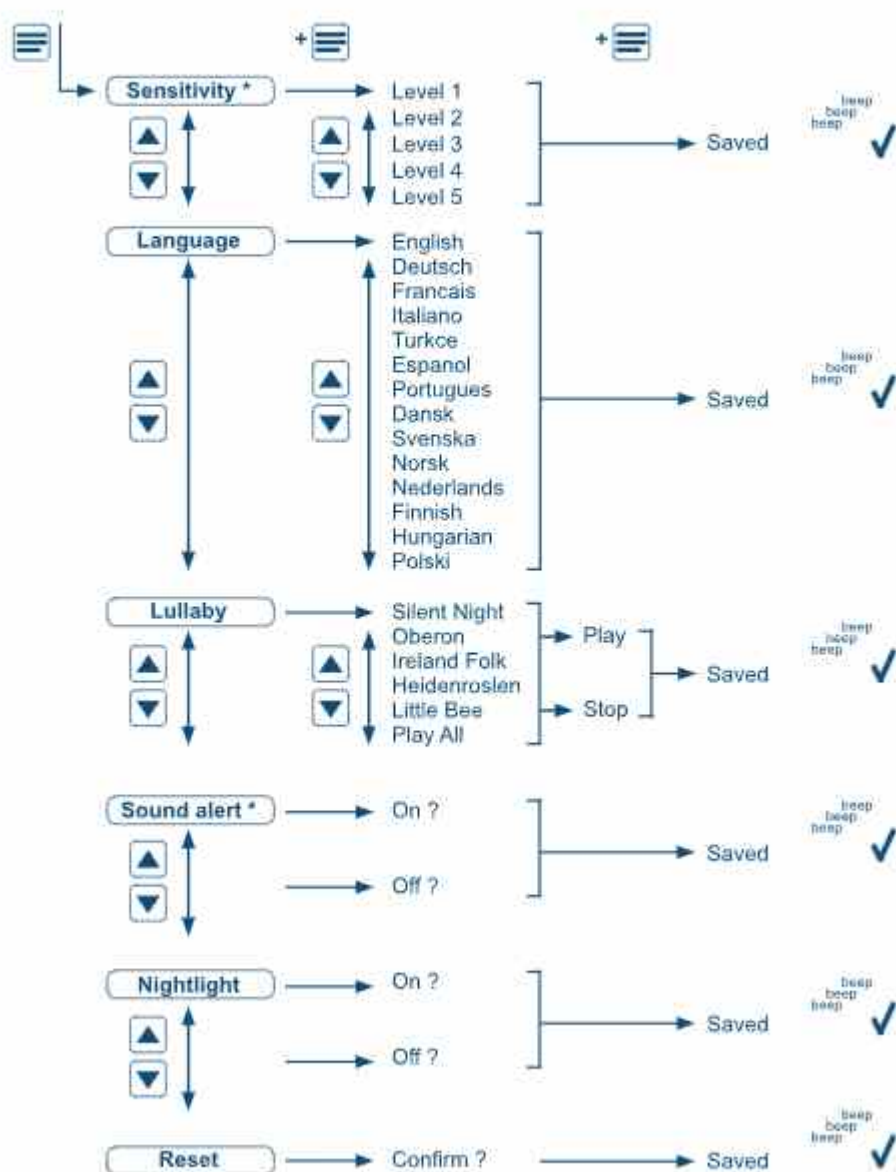 +
+
Sensitivity *
Level 1
Level 2
Level 3
Level 4
Level 5
Saved
beep
beep
beep
Language
English
Deutsch
Francais
Italiano
Turkce
Espanol
Portugues
Dansk
Svenska
Norsk
Nederlands
Finnish
Hungarian
Polski
Saved
beep
beep
beep
Lullaby
Silent Night
Oberon
Ireland Folk
Heidenroslen
Little Bee
Play All
Play
Stop
Saved
beep
beep
beep
Sound alert *
On ?
Off ?
Saved
beep
beep
beep
Nightlight
On ?
Off ?
Saved
beep
beep
beep
Reset
Confirm ?
Saved
beep
beep
beep